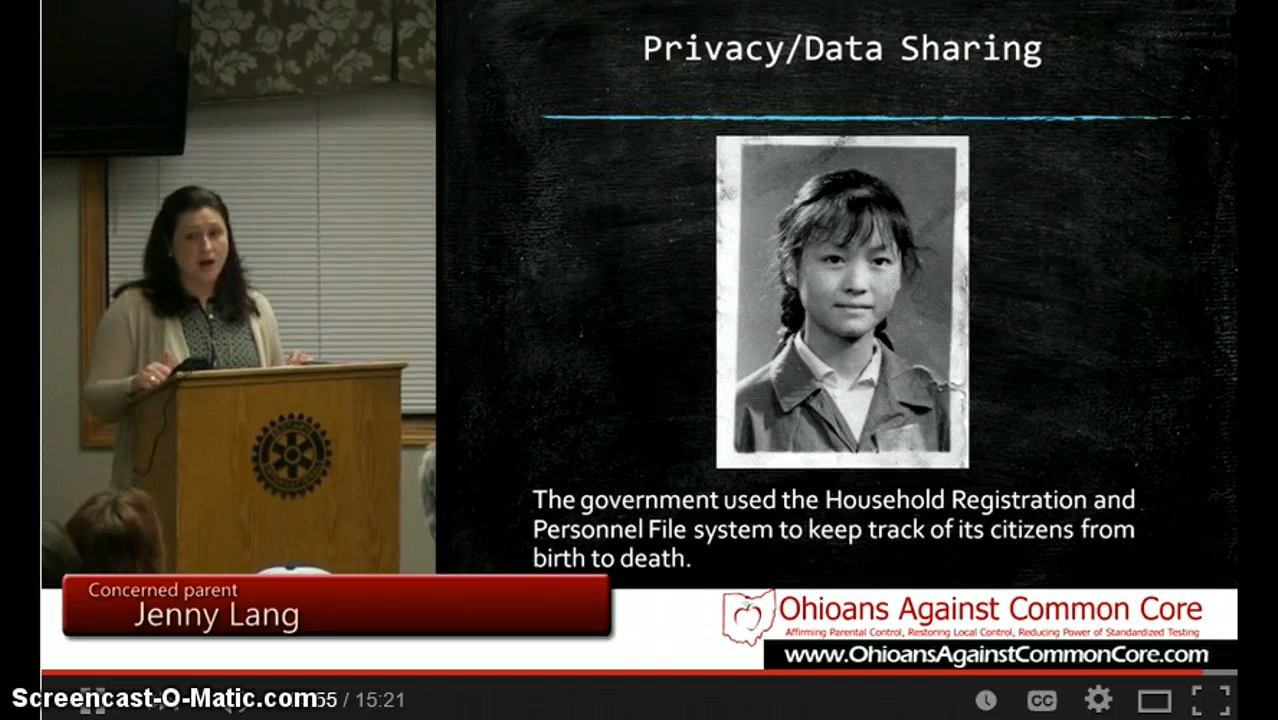 Privacy/Data Sharing
The government used the Household Registration and
Personnel File system to keep track of its citizens from
birth to death.
Concerned parent
Jenny Lang
Ohioans Against Common Core
Affirming Parental Control, Restoring Local Control, Reducing Power of Standardized Testing
www.OhioansAgainstCommonCore.com
Screencast-O-Matic.com 55 / 15:21
CC